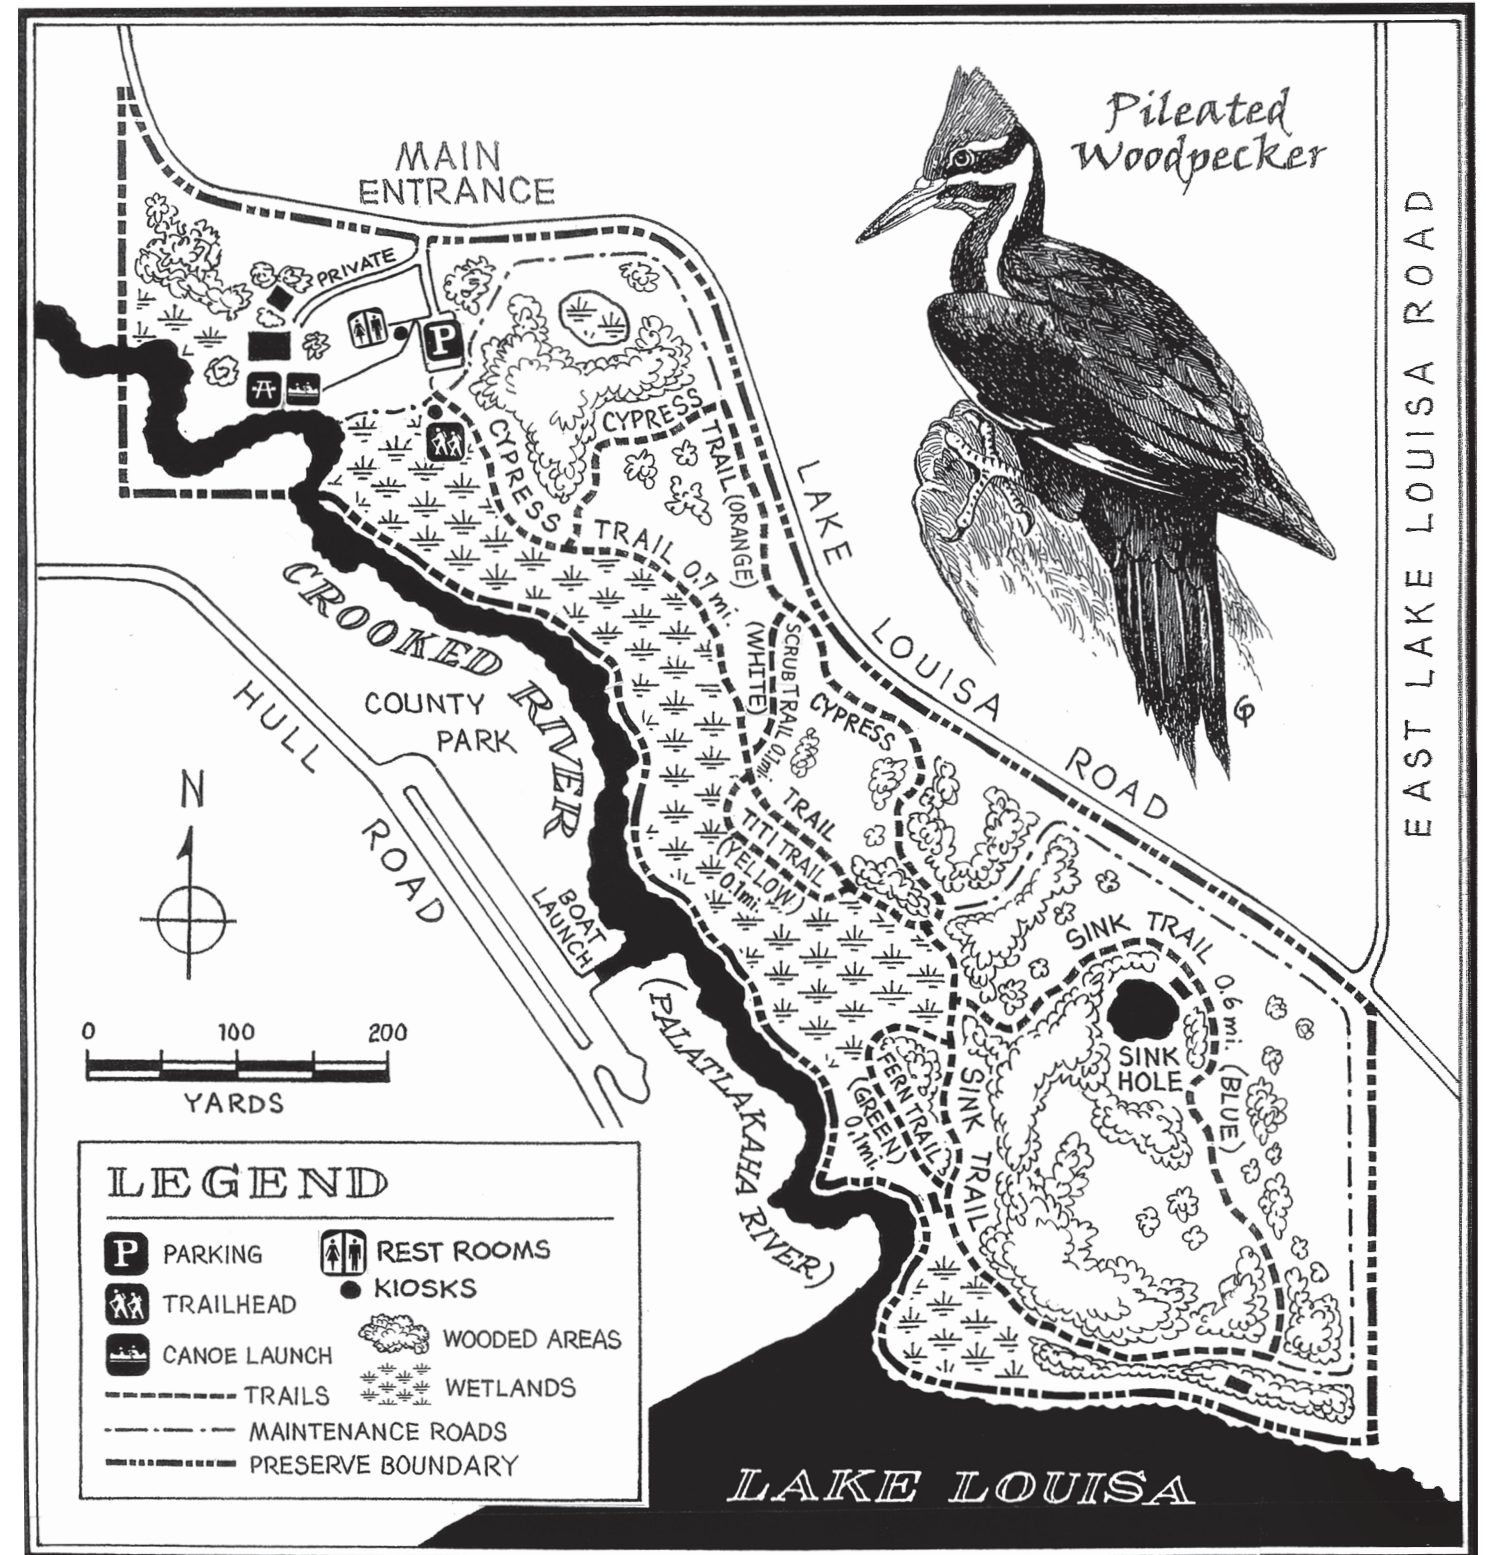 Pileated
Woodpecker
MAIN
ENTRANCE
PRIVATE
P
CYPRESS
TRAIL (ORANGE)
CYPRESS
TRAIL 0.7 mi.
LAKE
LOUISA
ROAD
EAST LAKE LOUISA ROAD
CROOKED RIVER
COUNTY
PARK
HULL
ROAD
N
SCRUB TRAIL 0.1 mi.
(WHITE)
CYPRESS
TRAIL
TITI TRAIL
(YELLOW)
0.1 mi.
BOAT
LAUNCH
SINK TRAIL 0.6 mi. (BLUE)
SINK
HOLE
(PALATLAKAHA RIVER)
FERN TRAIL
(GREEN)
0.1 mi.
SINK TRAIL
0 100 200
YARDS
LEGEND
P PARKING
TRAILHEAD
CANOE LAUNCH
TRAILS
MAINTENANCE ROADS
PRESERVE BOUNDARY
REST ROOMS
KIOSKS
WOODED AREAS
WETLANDS
LAKE LOUISA